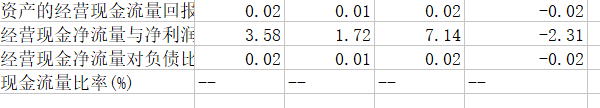 资产的经营现金流量回报 0.02 0.01 0.02 -0.02
经营现金净流量与净利润 3.58 1.72 7.14 -2.31
经营现金净流量对负债比 0.02 0.01 0.02 -0.02
现金流量比率(%) -- -- -- --